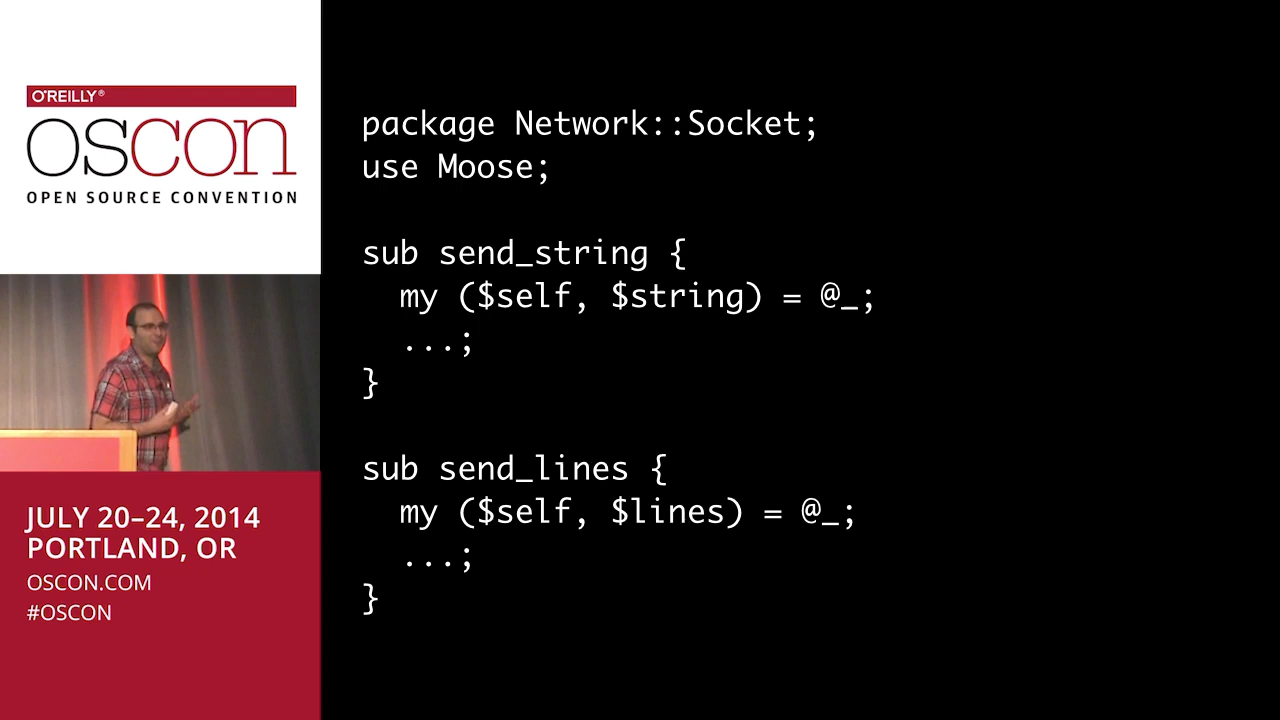 O'REILLY®
OSCON
OPEN SOURCE CONVENTION
JULY 20–24, 2014
PORTLAND, OR
OSCON.COM
#OSCON
package Network::Socket;
use Moose;
sub send_string {
  my ($self, $string) = @_;
  ...;
}
sub send_lines {
  my ($self, $lines) = @_;
  ...;
}